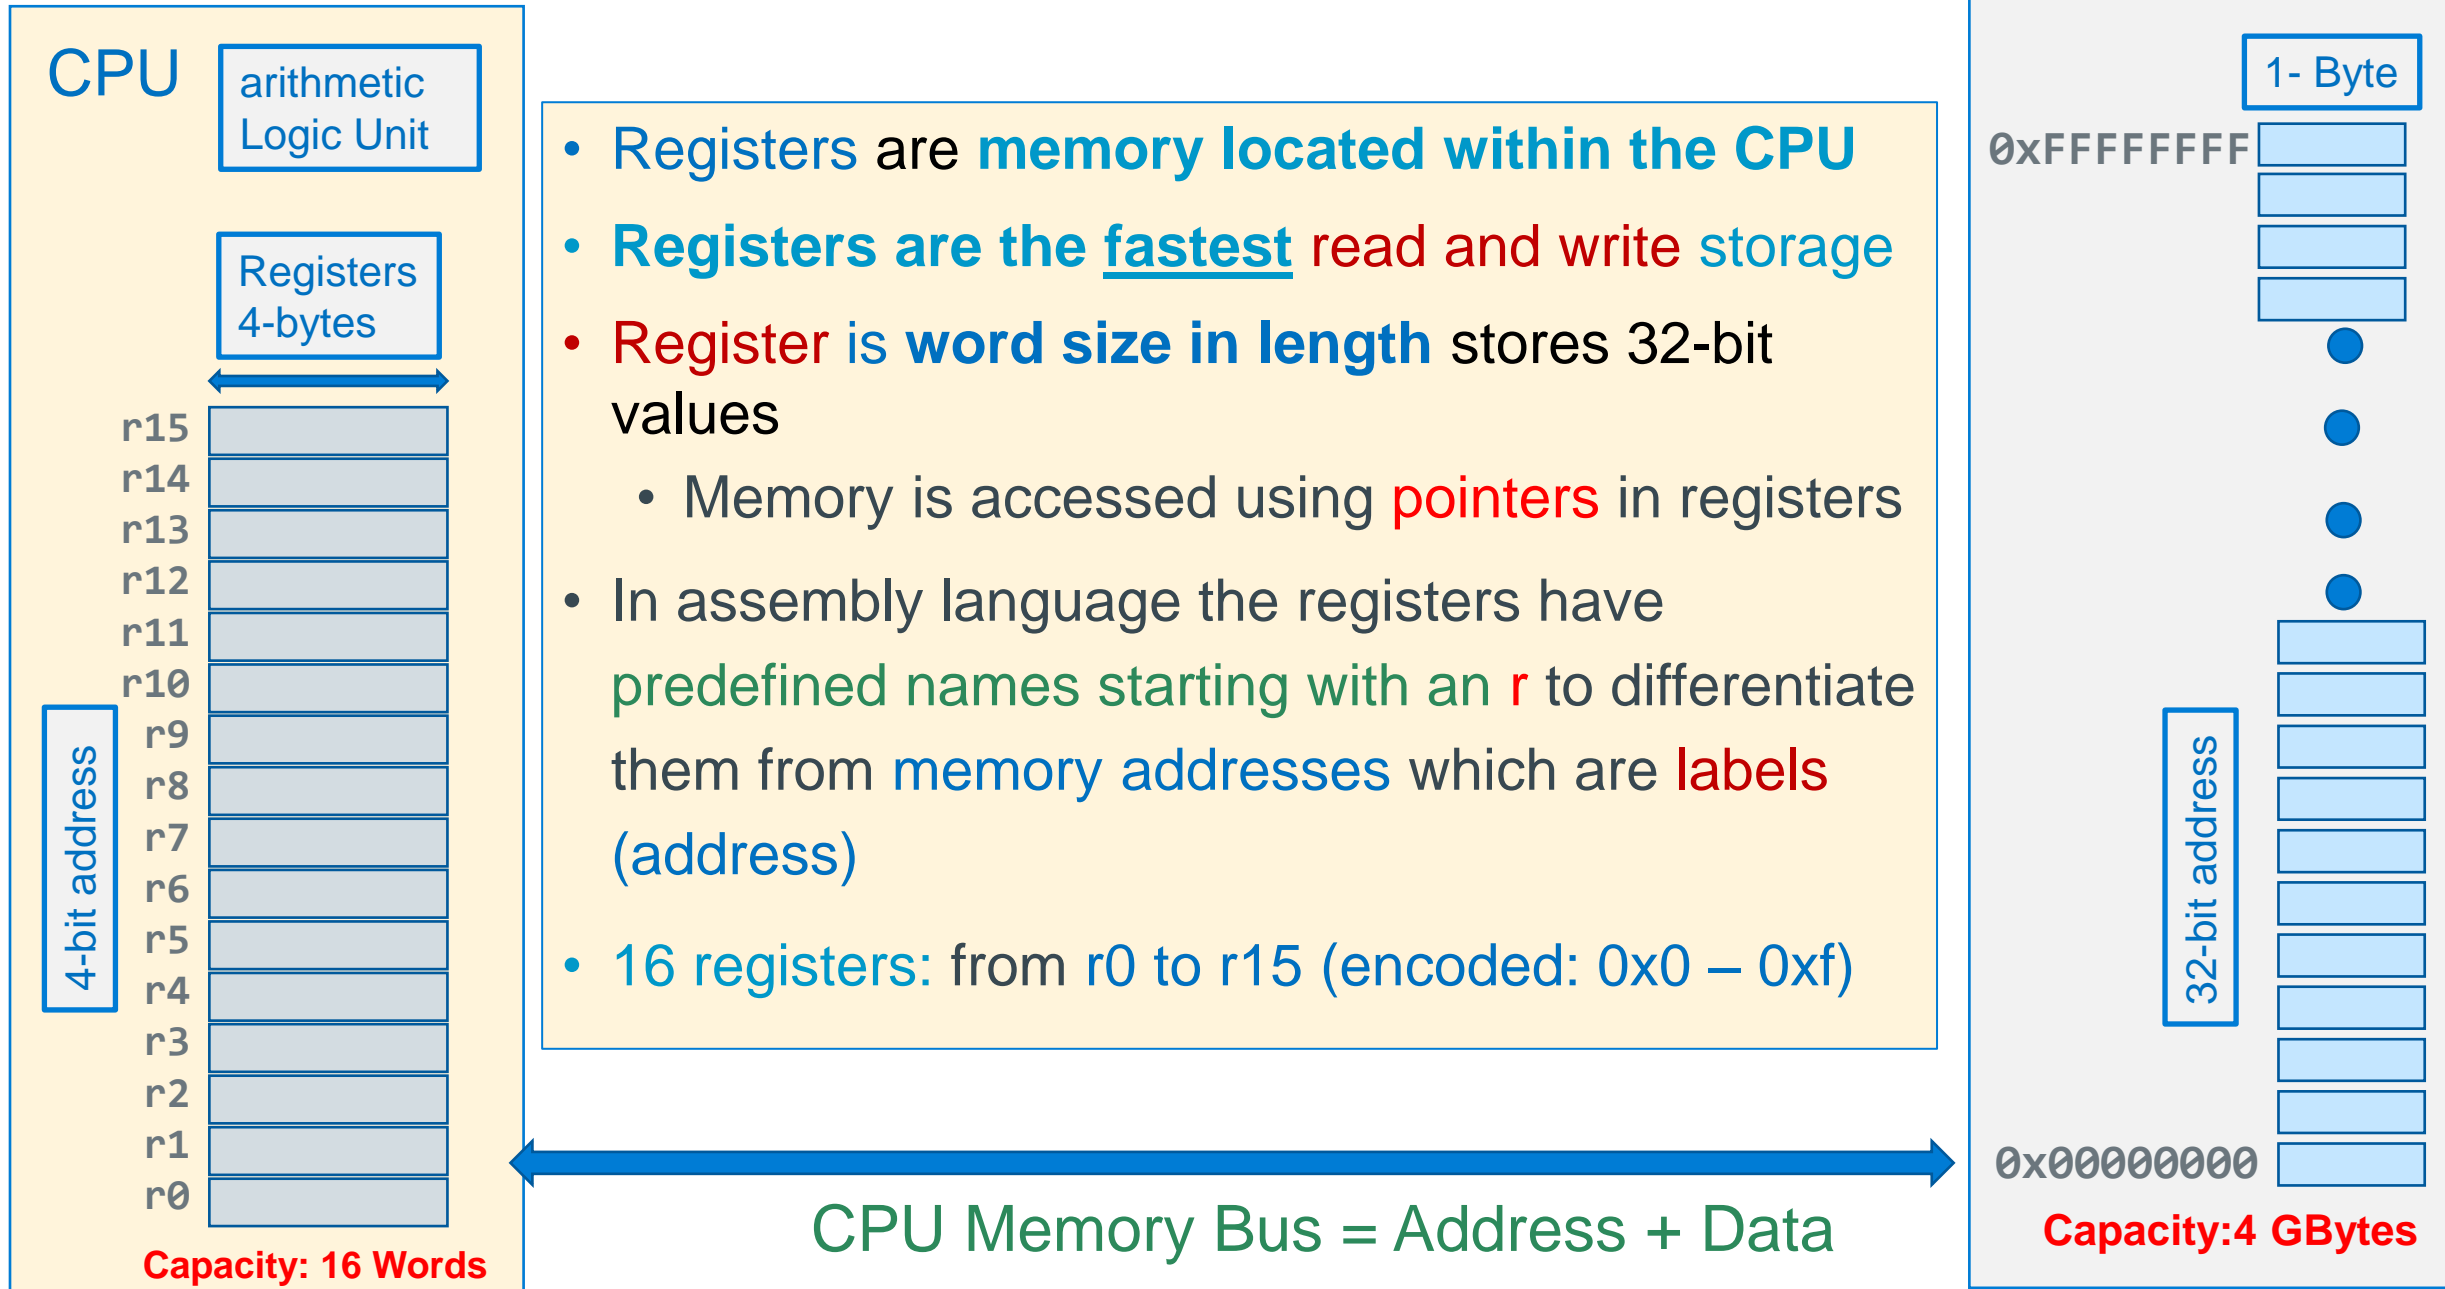 CPU
arithmetic
Logic Unit
Registers
4-bytes
r15
r14
r13
r12
r11
r10
r9
r8
r7
r6
r5
r4
r3
r2
r1
r0
4-bit address
Capacity: 16 Words
• Registers are memory located within the CPU
• Registers are the fastest read and write storage
• Register is word size in length stores 32-bit
values
• Memory is accessed using pointers in registers
• In assembly language the registers have
predefined names starting with an r to differentiate
them from memory addresses which are labels
(address)
• 16 registers: from r0 to r15 (encoded: 0x0 – 0xf)
CPU Memory Bus = Address + Data
1- Byte
0xFFFFFFFF
32-bit address
0x00000000
Capacity:4 GBytes